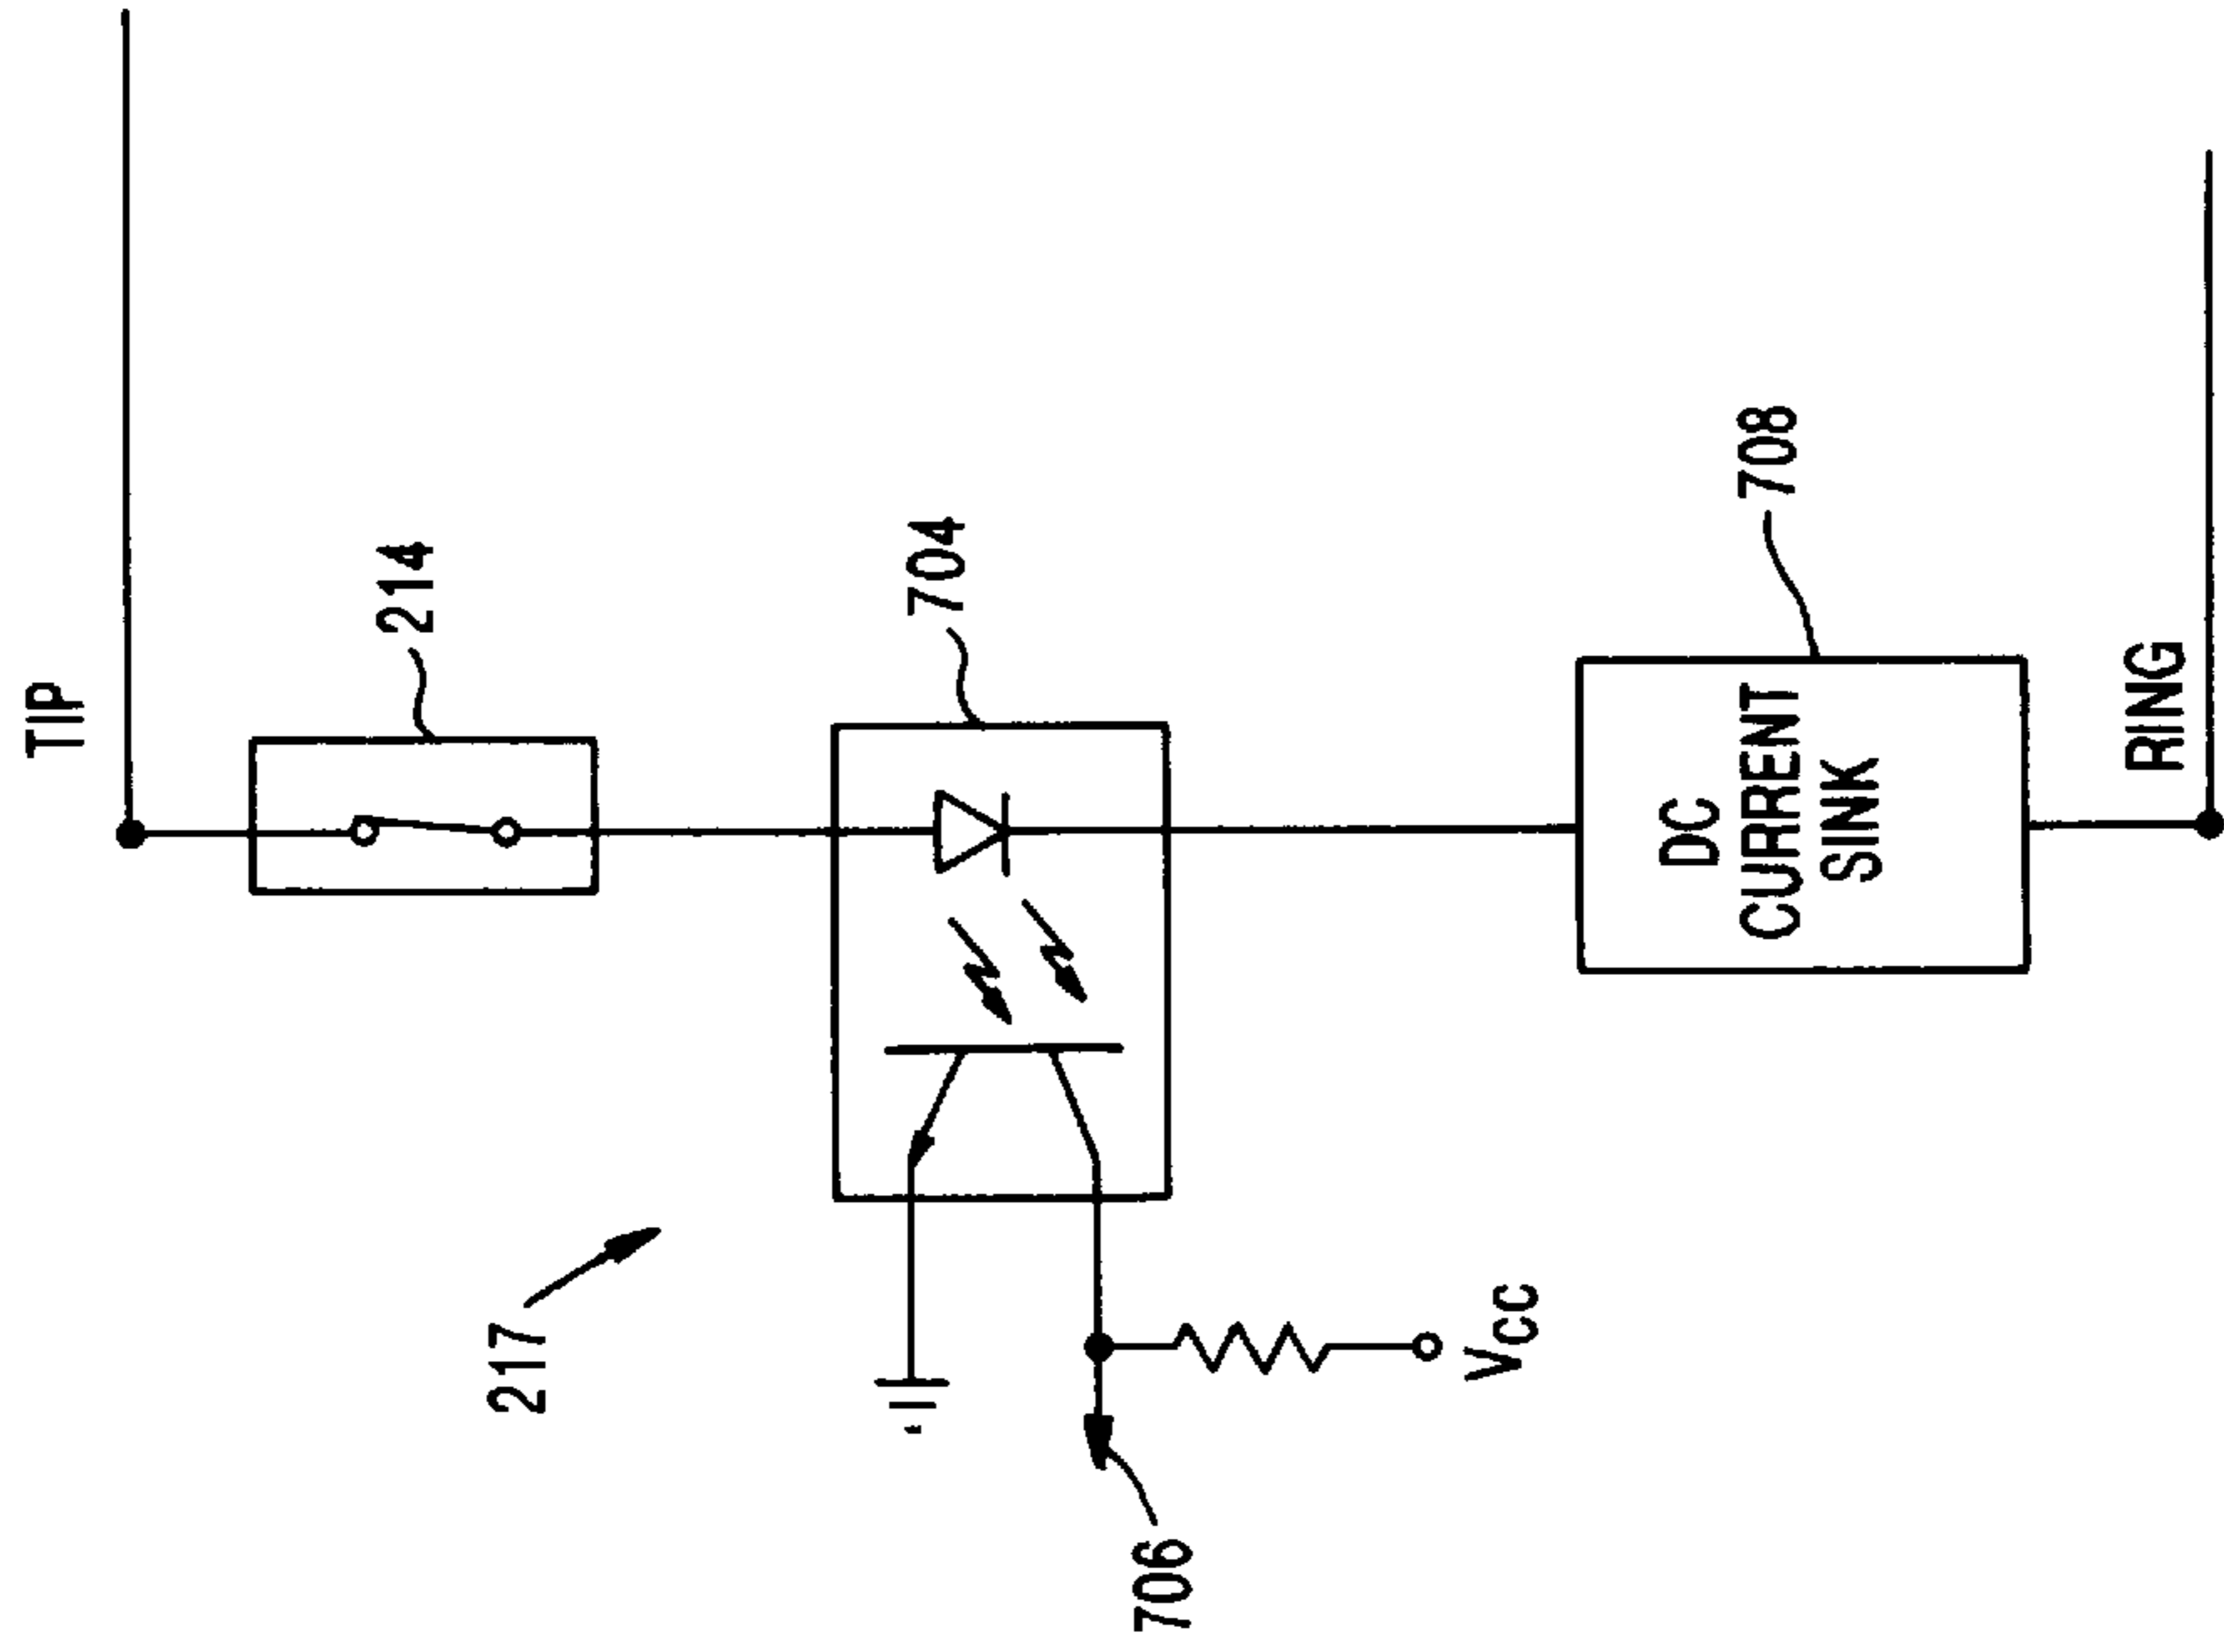 TIP
214
704
708
DC
CURRENT
SINK
RING
217
Vcc
706